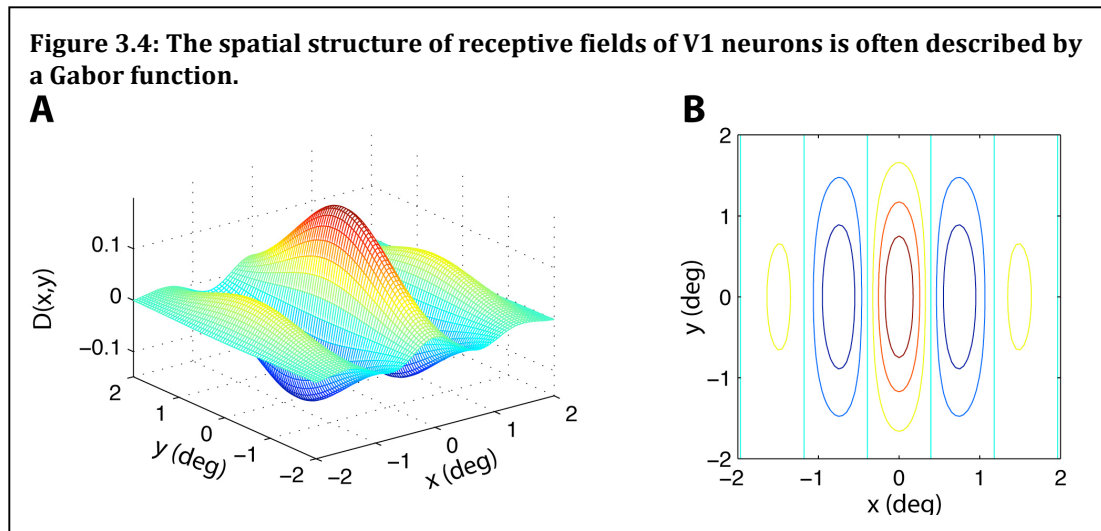 Figure 3.4: The spatial structure of receptive fields of V1 neurons is often described by
a Gabor function.
A
0.1
0
−0.1
D(x,y)
2
1
0
−1
−2
y (deg)
−2
−1
0
1
2
x (deg)
B
2
1
0
−1
−2
y (deg)
−2
−1
0
1
2
x (deg)